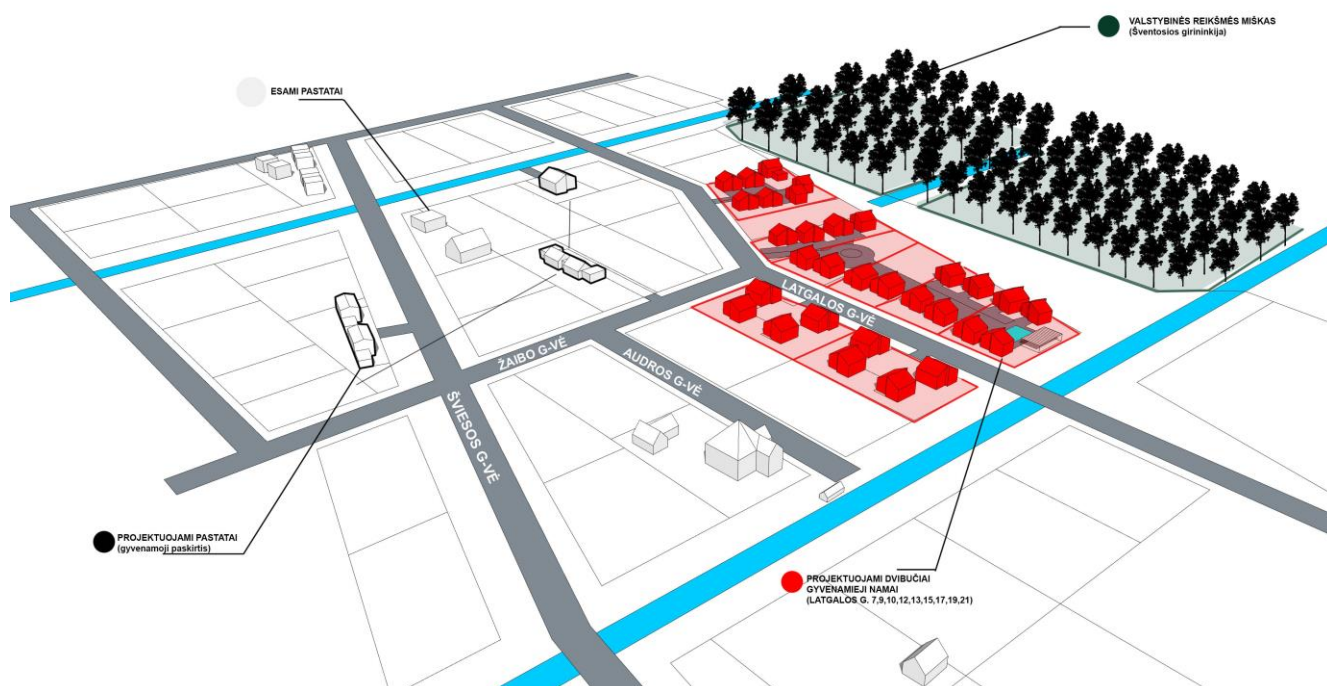 VALSTYBINĖS REIKŠMĖS MIŠKAS
(Šventosios girininkija)
ESAMI PASTATAI
LATGALOS G-VĖ
ŽAIBO G-VĖ
AUDROS G-VĖ
ŠVIESOS G-VĖ
PROJEKTUOJAMI PASTATAI
(gyvenamoji paskirtis)
PROJEKTUOJAMI DVIBUČIAI
GYVENAMIEJI NAMAI
(LATGALOS G. 7,9,10,12,13,15,17,19,21)